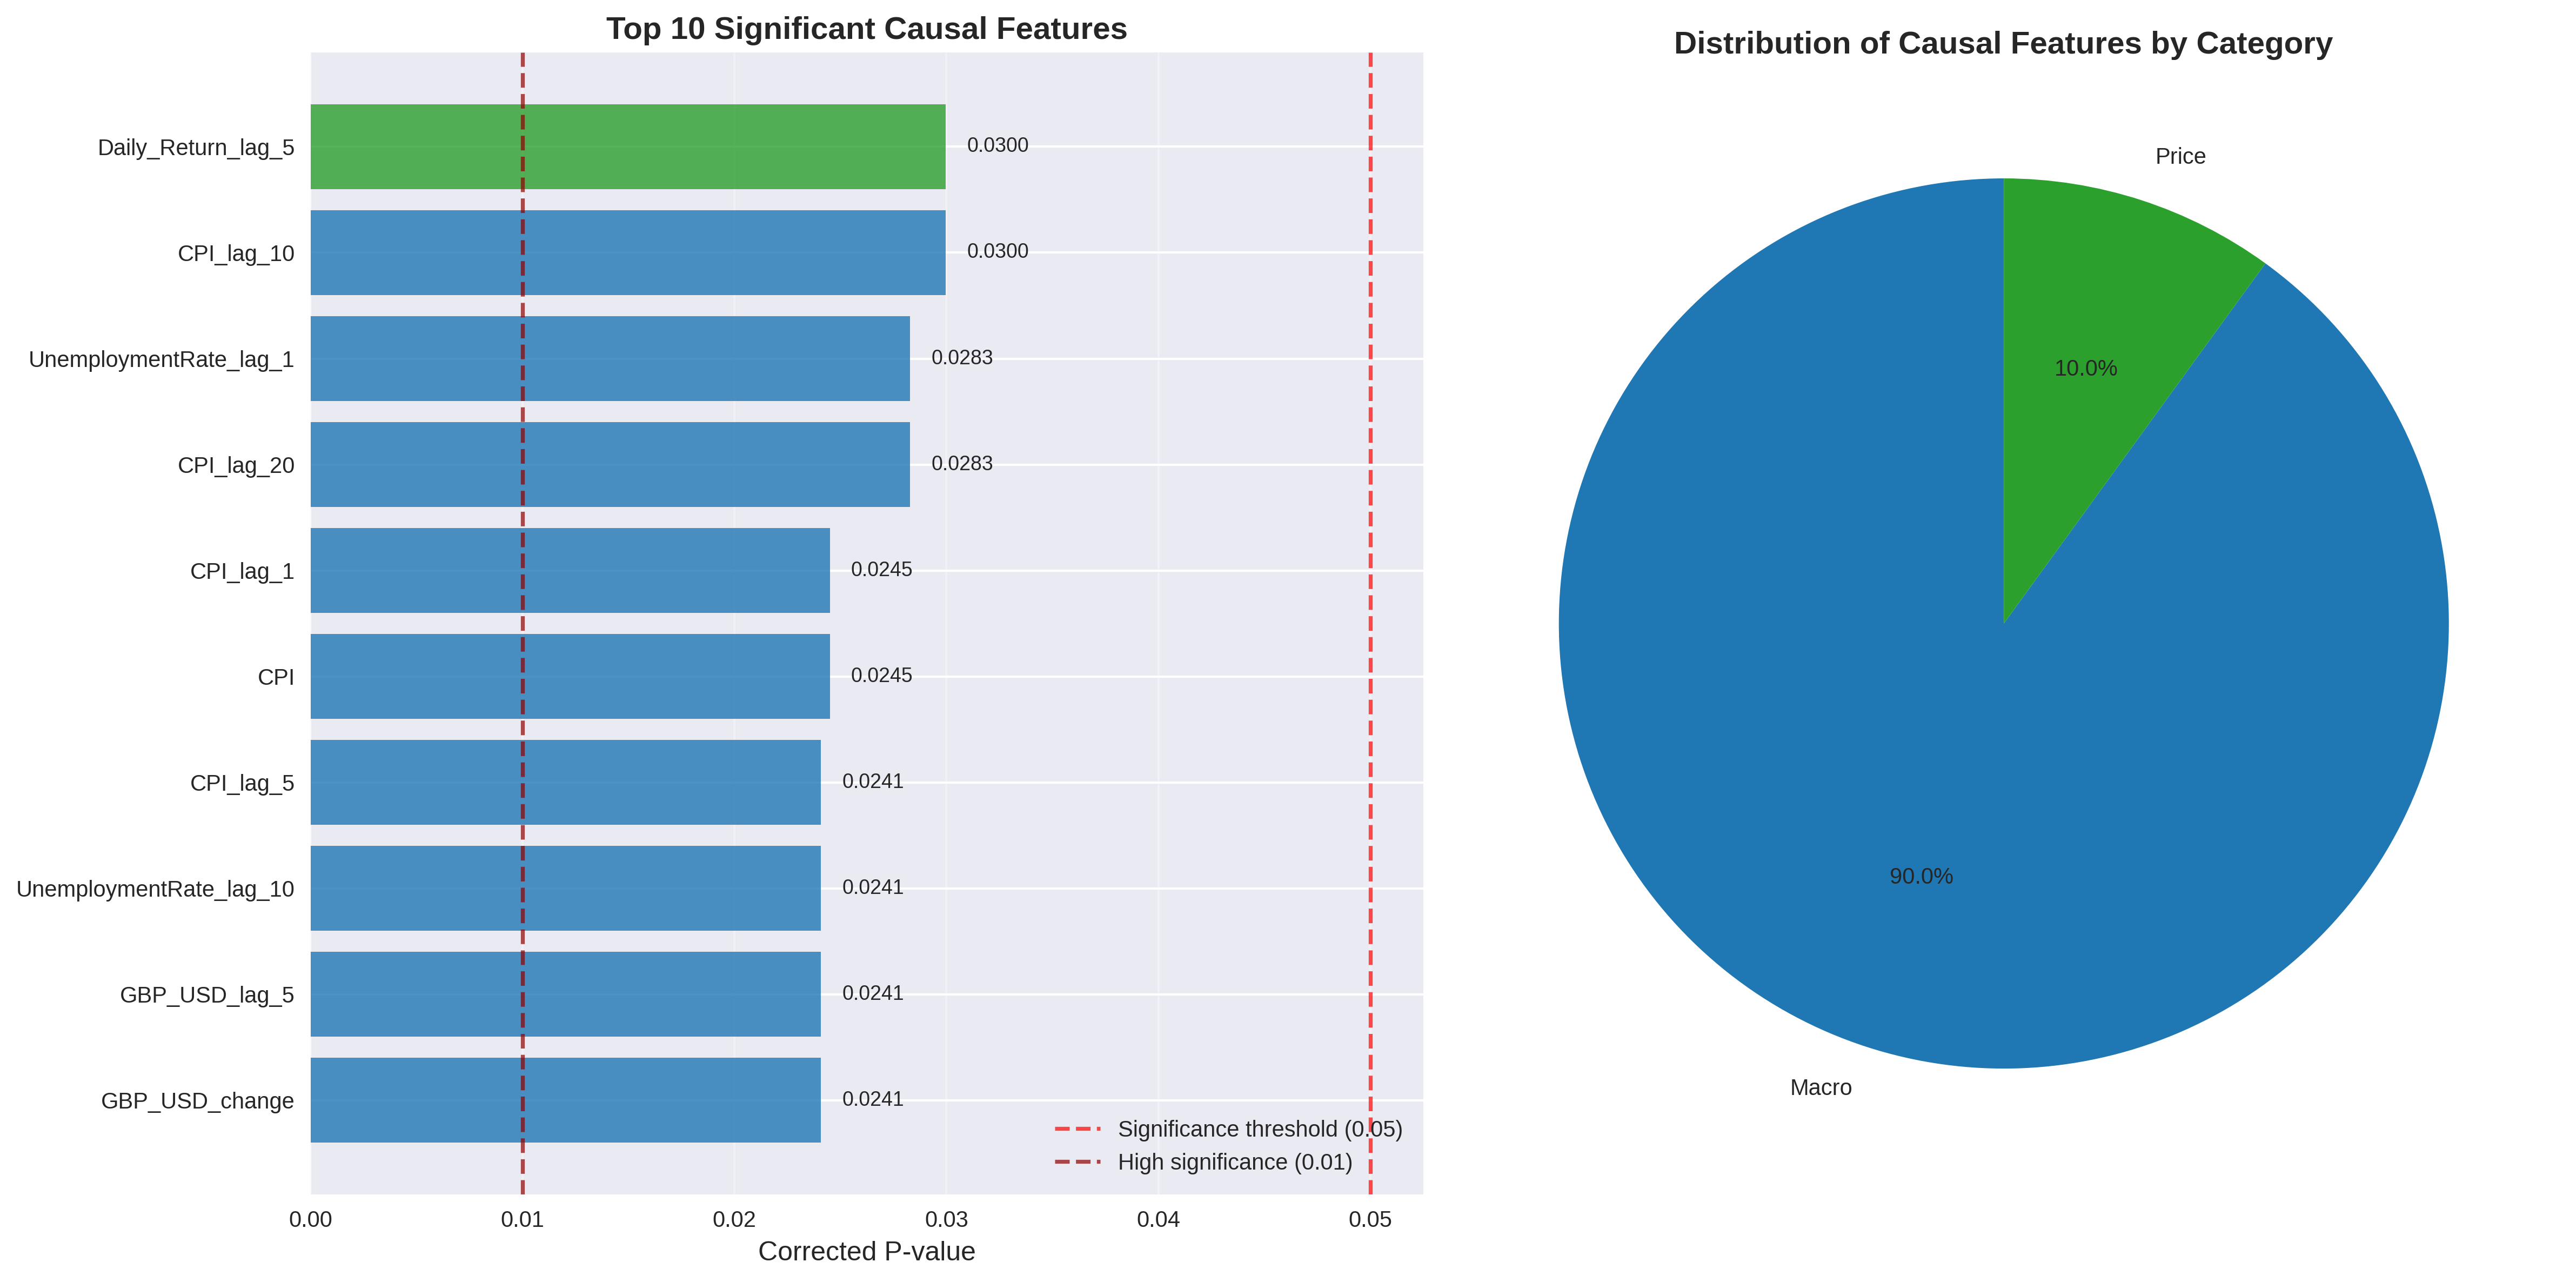 Top 10 Significant Causal Features
Daily_Return_lag_5
0.0300
CPI_lag_10
0.0300
UnemploymentRate_lag_1
0.0283
CPI_lag_20
0.0283
CPI_lag_1
0.0245
CPI
0.0245
CPI_lag_5
0.0241
UnemploymentRate_lag_10
0.0241
GBP_USD_lag_5
0.0241
GBP_USD_change
0.0241
Significance threshold (0.05)
High significance (0.01)
0.00 0.01 0.02 0.03 0.04 0.05
Corrected P-value
Distribution of Causal Features by Category
Price
10.0%
90.0%
Macro